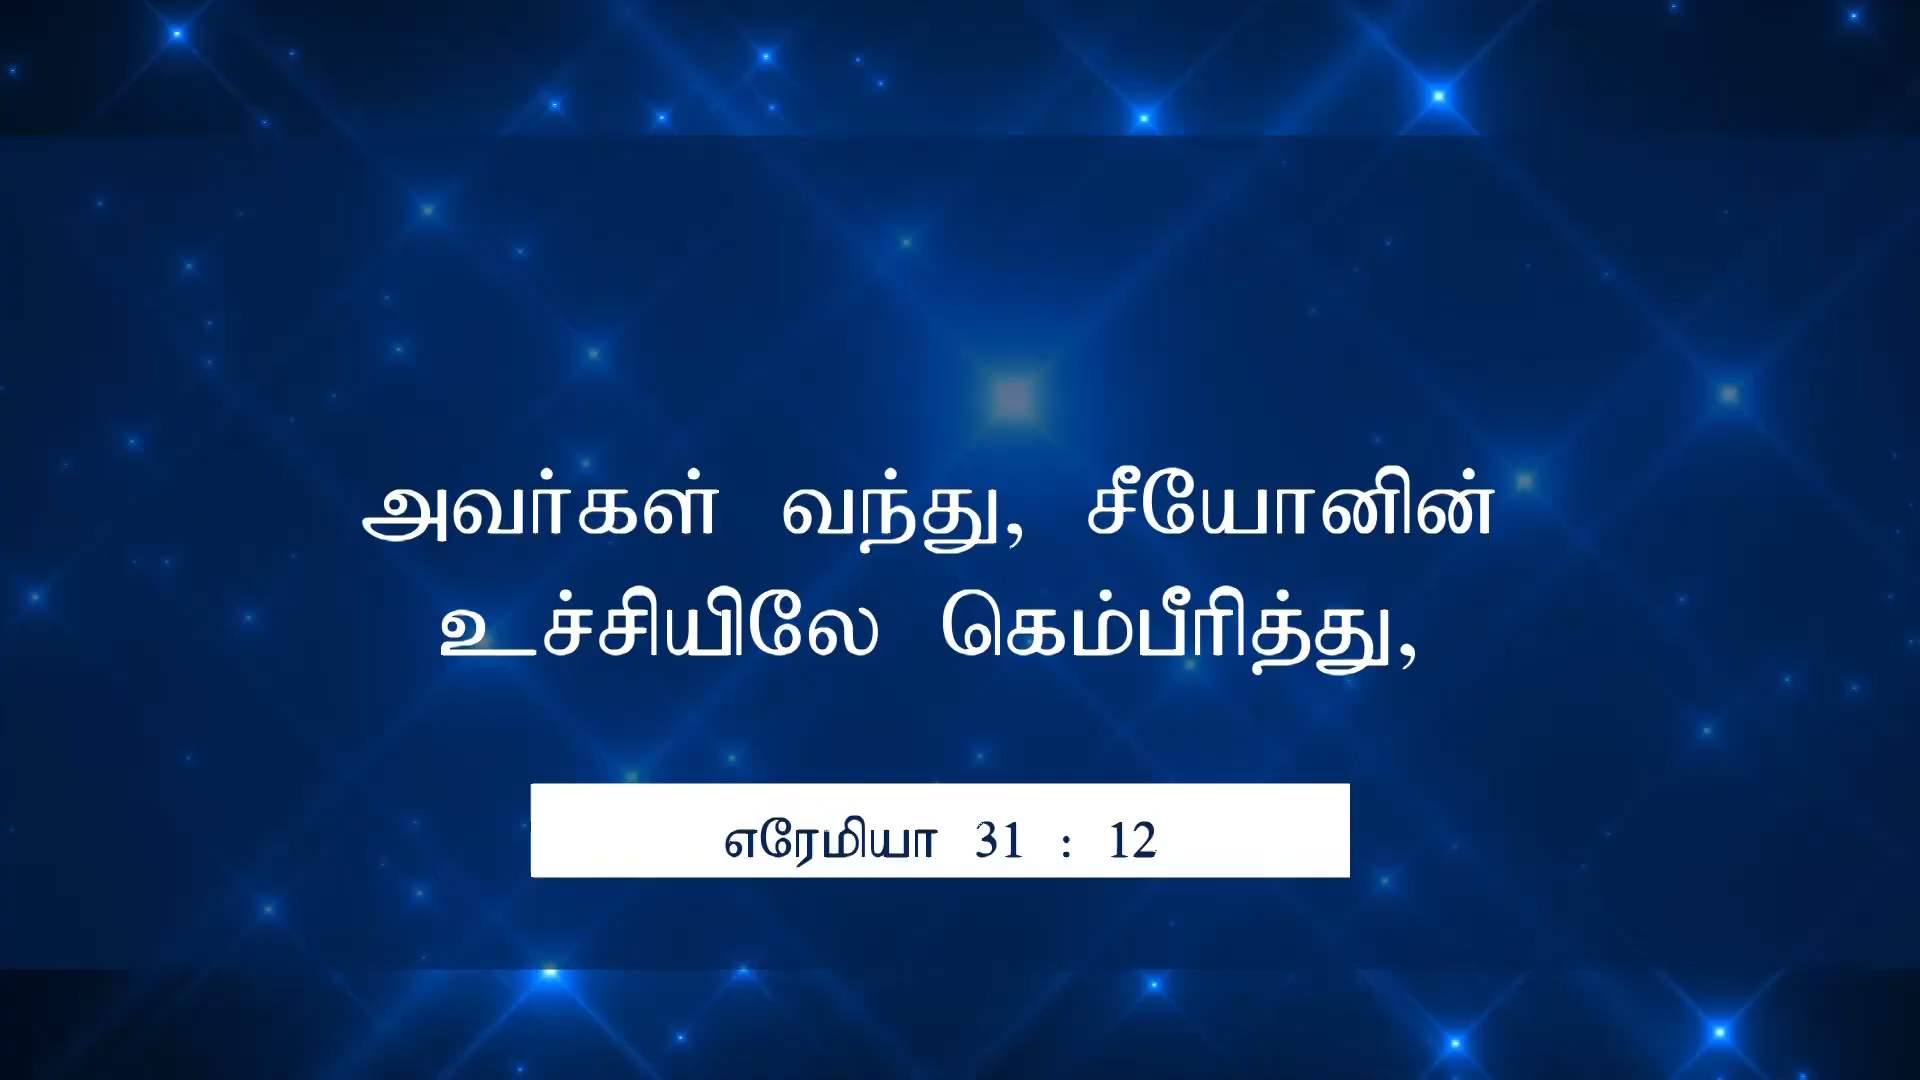 அவர்கள் வந்து, சீயோனின்
உச்சியிலே கெம்பீரித்து,
எரேமியா 31 : 12